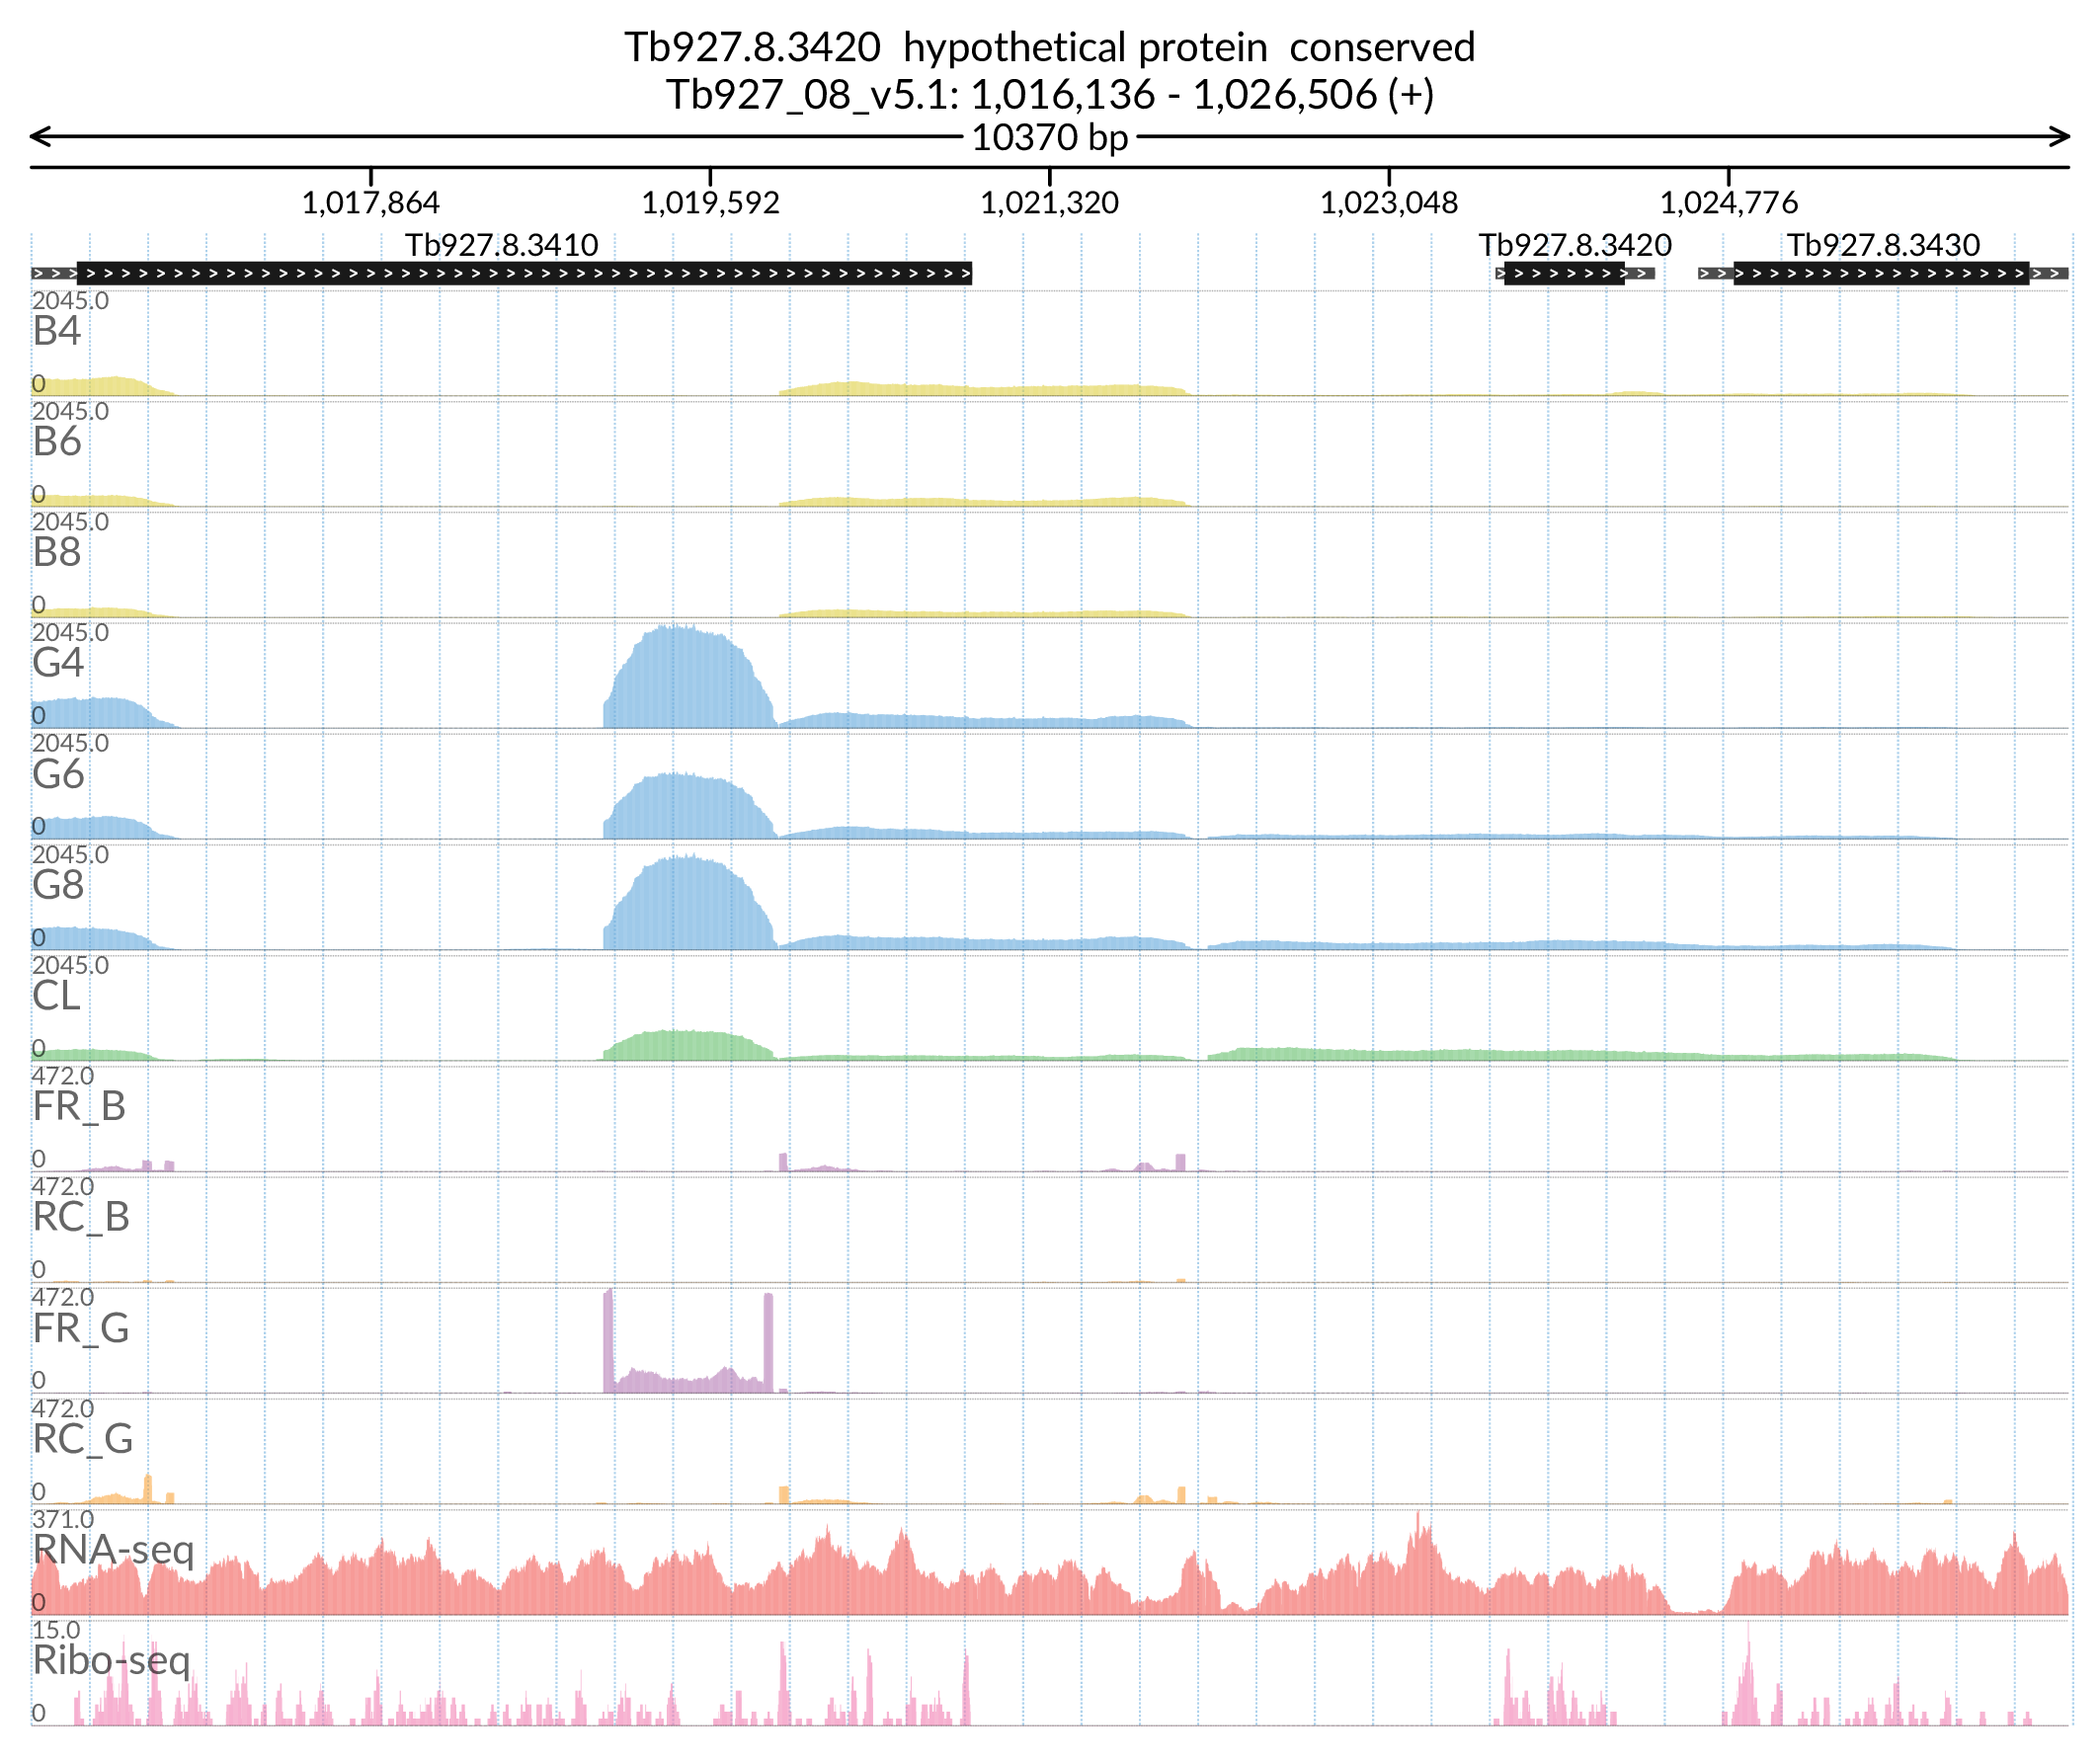 Tb927.8.3420  hypothetical protein  conserved
Tb927_08_v5.1: 1,016,136 - 1,026,506 (+)
10370 bp
1,017,864 1,019,592 1,021,320 1,023,048 1,024,776
Tb927.8.3410 Tb927.8.3420 Tb927.8.3430
2045.0
B4
0
2045.0
B6
0
2045.0
B8
0
2045.0
G4
0
2045.0
G6
0
2045.0
G8
0
2045.0
CL
0
472.0
FR_B
0
472.0
RC_B
0
472.0
FR_G
0
472.0
RC_G
0
371.0
RNA-seq
0
15.0
Ribo-seq
0